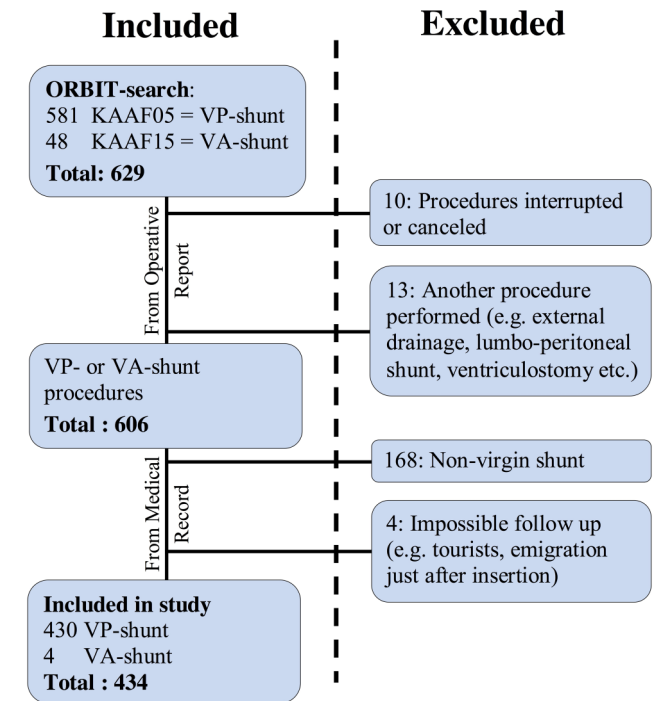 Included
Excluded
ORBIT-search:
581 KAAF05 = VP-shunt
48 KAAF15 = VA-shunt
Total: 629
10: Procedures interrupted
or canceled
From Operative
Report
13: Another procedure
performed (e.g. external
drainage, lumbo-peritoneal
shunt, ventriculostomy etc.)
VP- or VA-shunt
procedures
Total : 606
168: Non-virgin shunt
From Medical
Record
4: Impossible follow up
(e.g. tourists, emigration
just after insertion)
Included in study
430 VP-shunt
4 VA-shunt
Total : 434